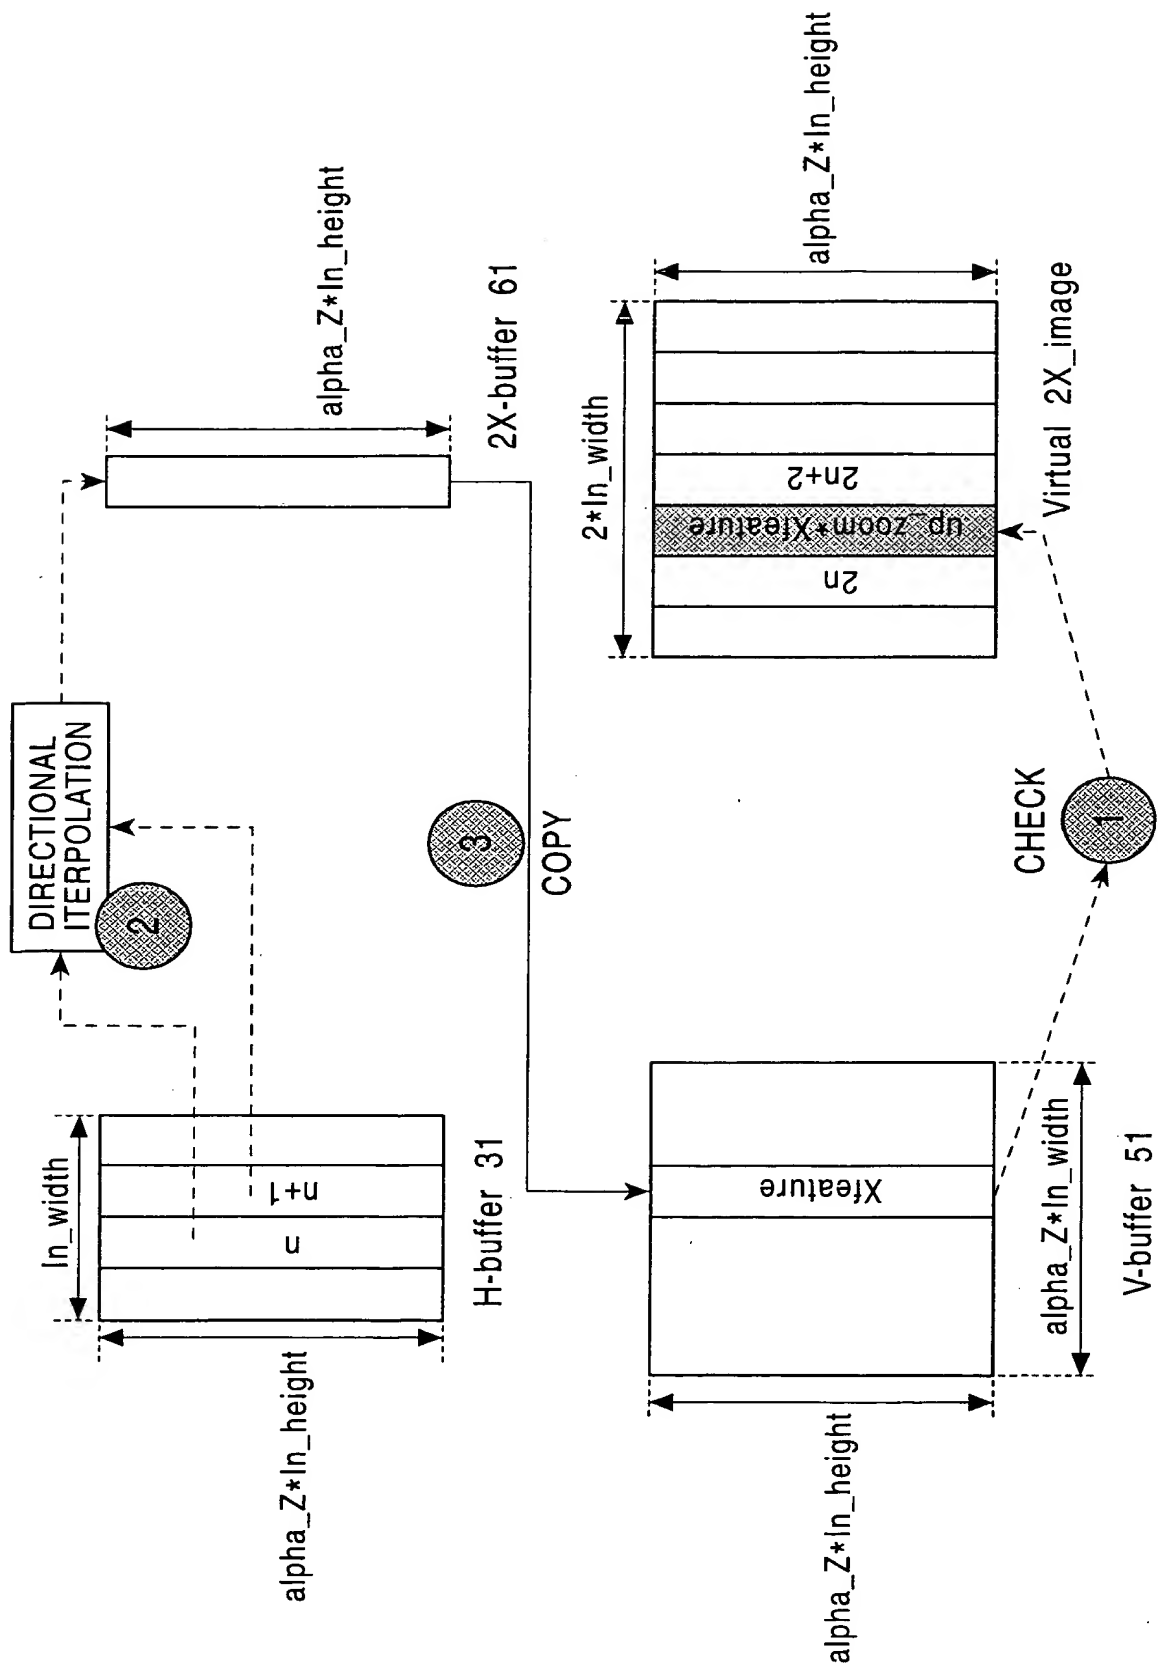 In_width
alpha_Z*In_height
n
n+1
H-buffer 31
DIRECTIONAL
ITERPOLATION
2
alpha_Z*In_height
2X-buffer 61
3
COPY
alpha_Z*In_height
Xfeature
alpha_Z*In_width
V-buffer 51
CHECK
1
2*In_width
2n
up_zoom*Xfeature
2n+2
alpha_Z*In_height
Virtual 2X_image